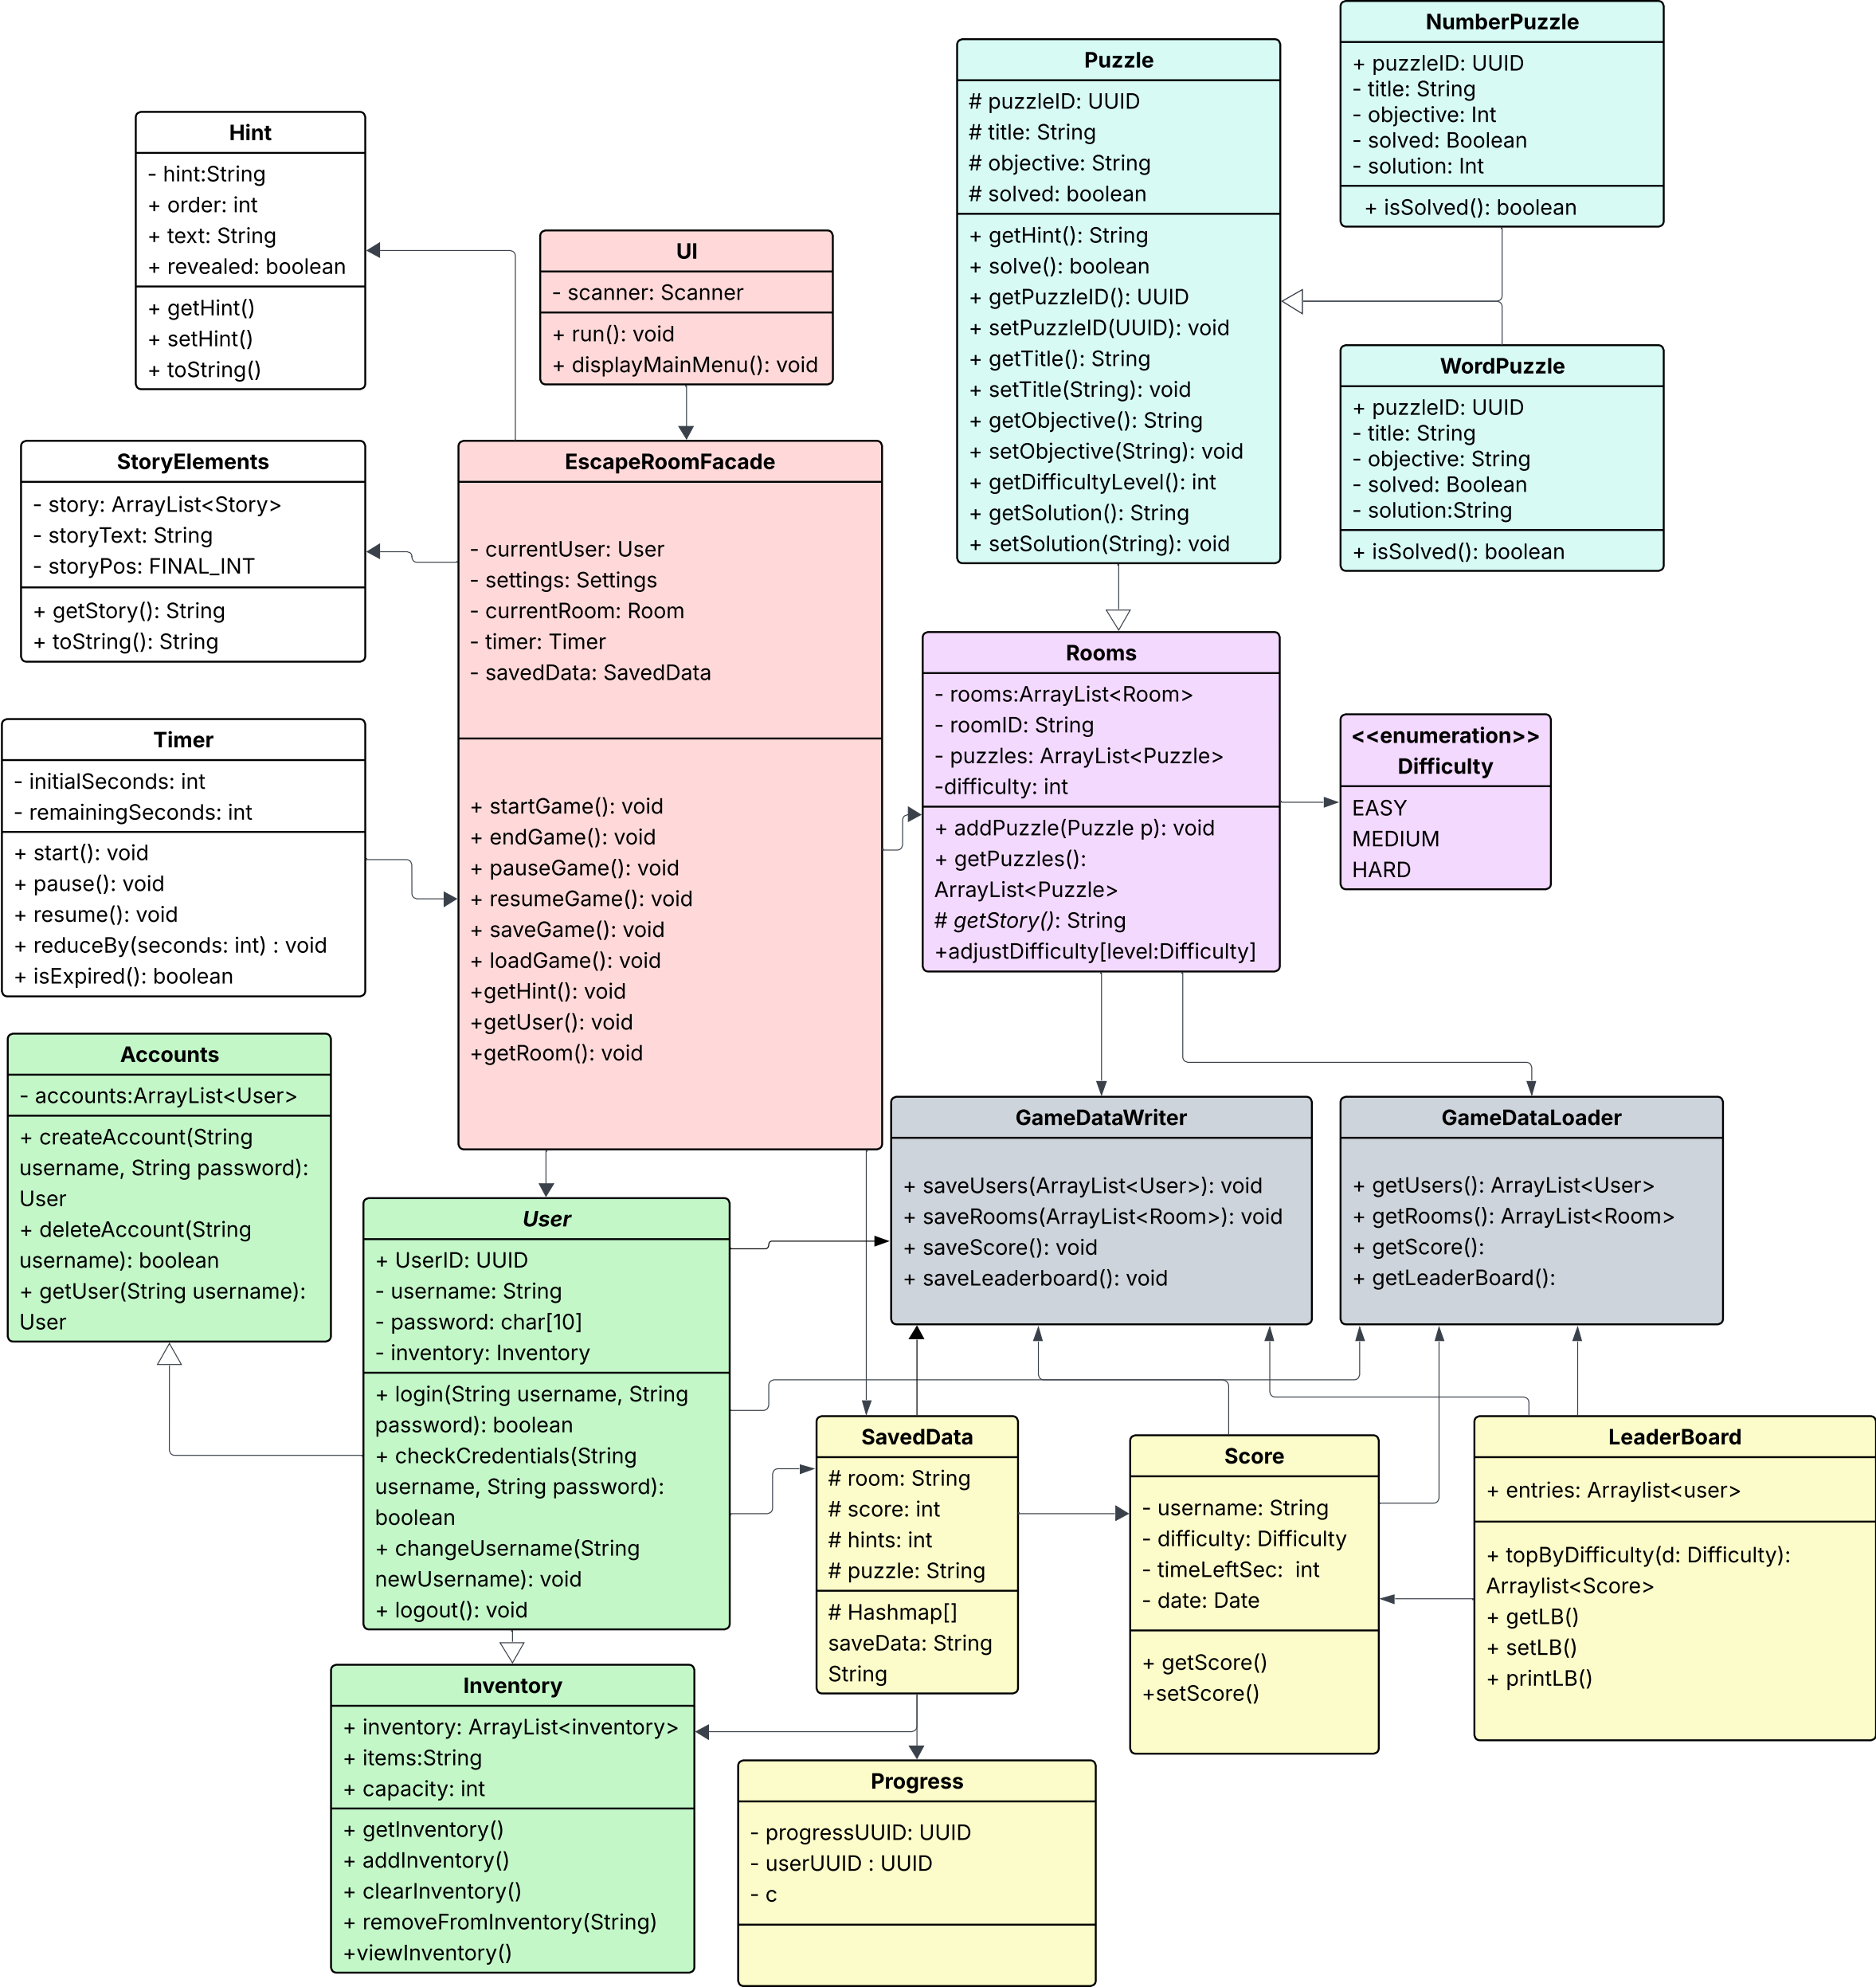 NumberPuzzle
+ puzzleID: UUID
- title: String
- objective: Int
- solved: Boolean
- solution: Int
+ isSolved(): boolean
Puzzle
# puzzleID: UUID
# title: String
# objective: String
# solved: boolean
+ getHint(): String
+ solve(): boolean
+ getPuzzleID(): UUID
+ setPuzzleID(UUID): void
+ getTitle(): String
+ setTitle(String): void
+ getObjective(): String
+ setObjective(String): void
+ getDifficultyLevel(): int
+ getSolution(): String
+ setSolution(String): void
Hint
- hint:String
+ order: int
+ text: String
+ revealed: boolean
+ getHint()
+ setHint()
+ toString()
UI
- scanner: Scanner
+ run(): void
+ displayMainMenu(): void
WordPuzzle
+ puzzleID: UUID
- title: String
- objective: String
- solved: Boolean
- solution:String
+ isSolved(): boolean
StoryElements
- story: ArrayList<Story>
- storyText: String
- storyPos: FINAL_INT
+ getStory(): String
+ toString(): String
EscapeRoomFacade
- currentUser: User
- settings: Settings
- currentRoom: Room
- timer: Timer
- savedData: SavedData
+ startGame(): void
+ endGame(): void
+ pauseGame(): void
+ resumeGame(): void
+ saveGame(): void
+ loadGame(): void
+getHint(): void
+getUser(): void
+getRoom(): void
Rooms
- rooms:ArrayList<Room>
- roomID: String
- puzzles: ArrayList<Puzzle>
-difficulty: int
+ addPuzzle(Puzzle p): void
+ getPuzzles():
ArrayList<Puzzle>
# getStory(): String
+adjustDifficulty[level:Difficulty]
<<enumeration>>
Difficulty
EASY
MEDIUM
HARD
Timer
- initialSeconds: int
- remainingSeconds: int
+ start(): void
+ pause(): void
+ resume(): void
+ reduceBy(seconds: int) : void
+ isExpired(): boolean
Accounts
- accounts:ArrayList<User>
+ createAccount(String
username, String password):
User
+ deleteAccount(String
username): boolean
+ getUser(String username):
User
GameDataWriter
+ saveUsers(ArrayList<User>): void
+ saveRooms(ArrayList<Room>): void
+ saveScore(): void
+ saveLeaderboard(): void
GameDataLoader
+ getUsers(): ArrayList<User>
+ getRooms(): ArrayList<Room>
+ getScore():
+ getLeaderBoard():
User
+ UserID: UUID
- username: String
- password: char[10]
- inventory: Inventory
+ login(String username, String
password): boolean
+ checkCredentials(String
username, String password):
boolean
+ changeUsername(String
newUsername): void
+ logout(): void
SavedData
# room: String
# score: int
# hints: int
# puzzle: String
# Hashmap[]
saveData: String
String
Score
- username: String
- difficulty: Difficulty
- timeLeftSec:  int
- date: Date
+ getScore()
+setScore()
LeaderBoard
+ entries: Arraylist<user>
+ topByDifficulty(d: Difficulty):
Arraylist<Score>
+ getLB()
+ setLB()
+ printLB()
Inventory
+ inventory: ArrayList<inventory>
+ items:String
+ capacity: int
+ getInventory()
+ addInventory()
+ clearInventory()
+ removeFromInventory(String)
+viewInventory()
Progress
- progressUUID: UUID
- userUUID : UUID
- c